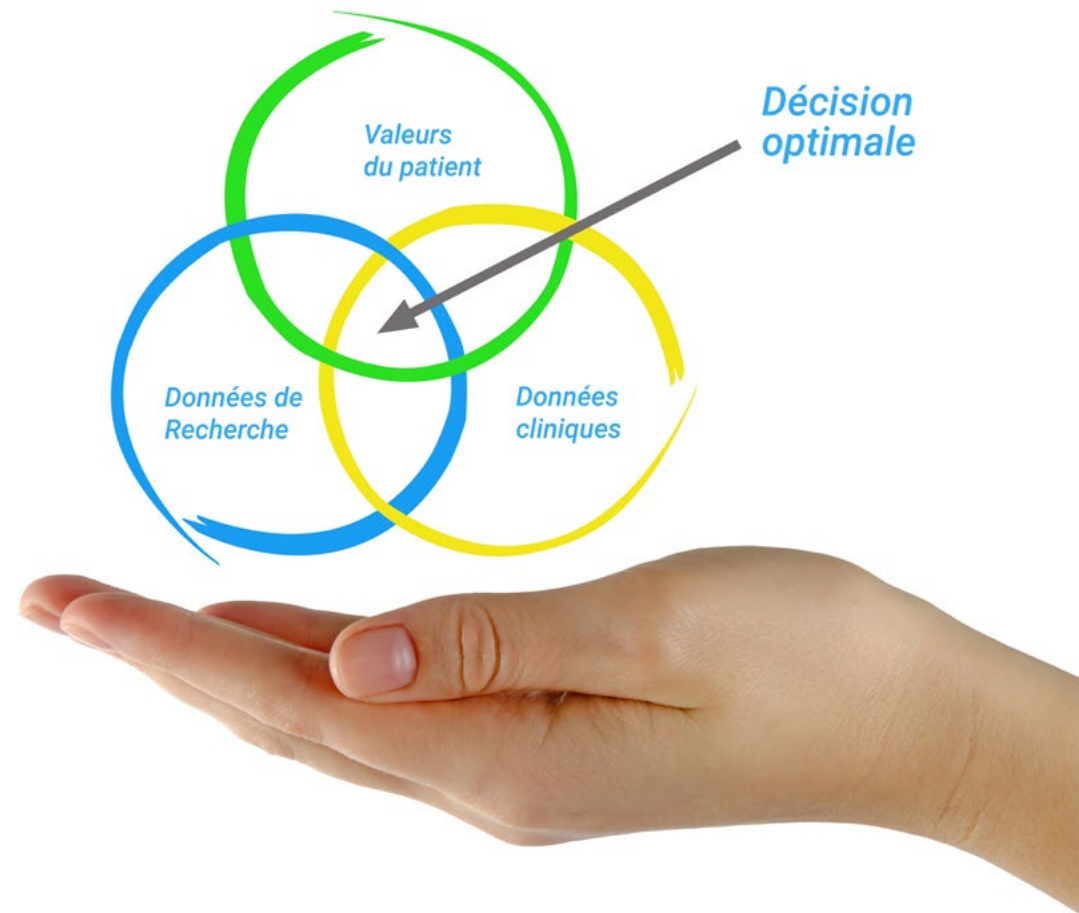 Valeurs
du patient
Décision
optimale
Données de
Recherche
Données
cliniques